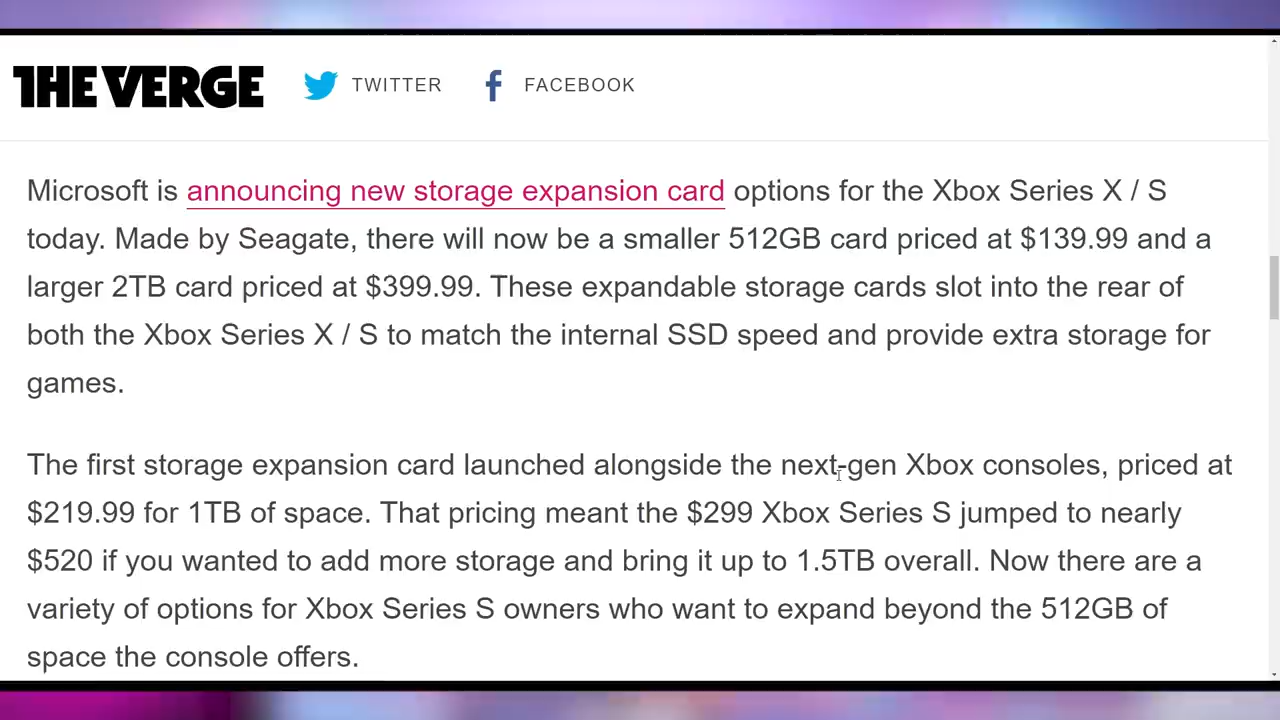 THE VERGE TWITTER FACEBOOK
Microsoft is announcing new storage expansion card options for the Xbox Series X / S
today. Made by Seagate, there will now be a smaller 512GB card priced at $139.99 and a
larger 2TB card priced at $399.99. These expandable storage cards slot into the rear of
both the Xbox Series X / S to match the internal SSD speed and provide extra storage for
games.
The first storage expansion card launched alongside the next-gen Xbox consoles, priced at
$219.99 for 1TB of space. That pricing meant the $299 Xbox Series S jumped to nearly
$520 if you wanted to add more storage and bring it up to 1.5TB overall. Now there are a
variety of options for Xbox Series S owners who want to expand beyond the 512GB of
space the console offers.